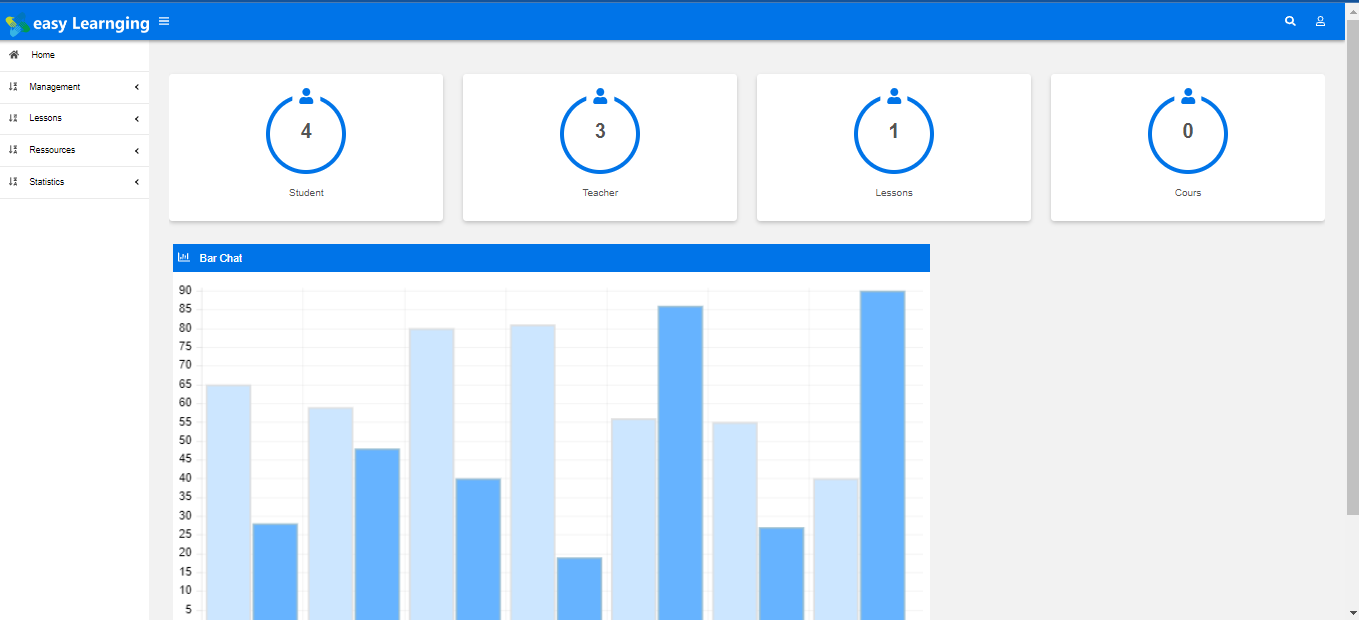 easy Learnging
Home
Management
Lessons
Ressources
Statistics
4
Student
3
Teacher
1
Lessons
0
Cours
Bar Chat
90
85
80
75
70
65
60
55
50
45
40
35
30
25
20
15
10
5